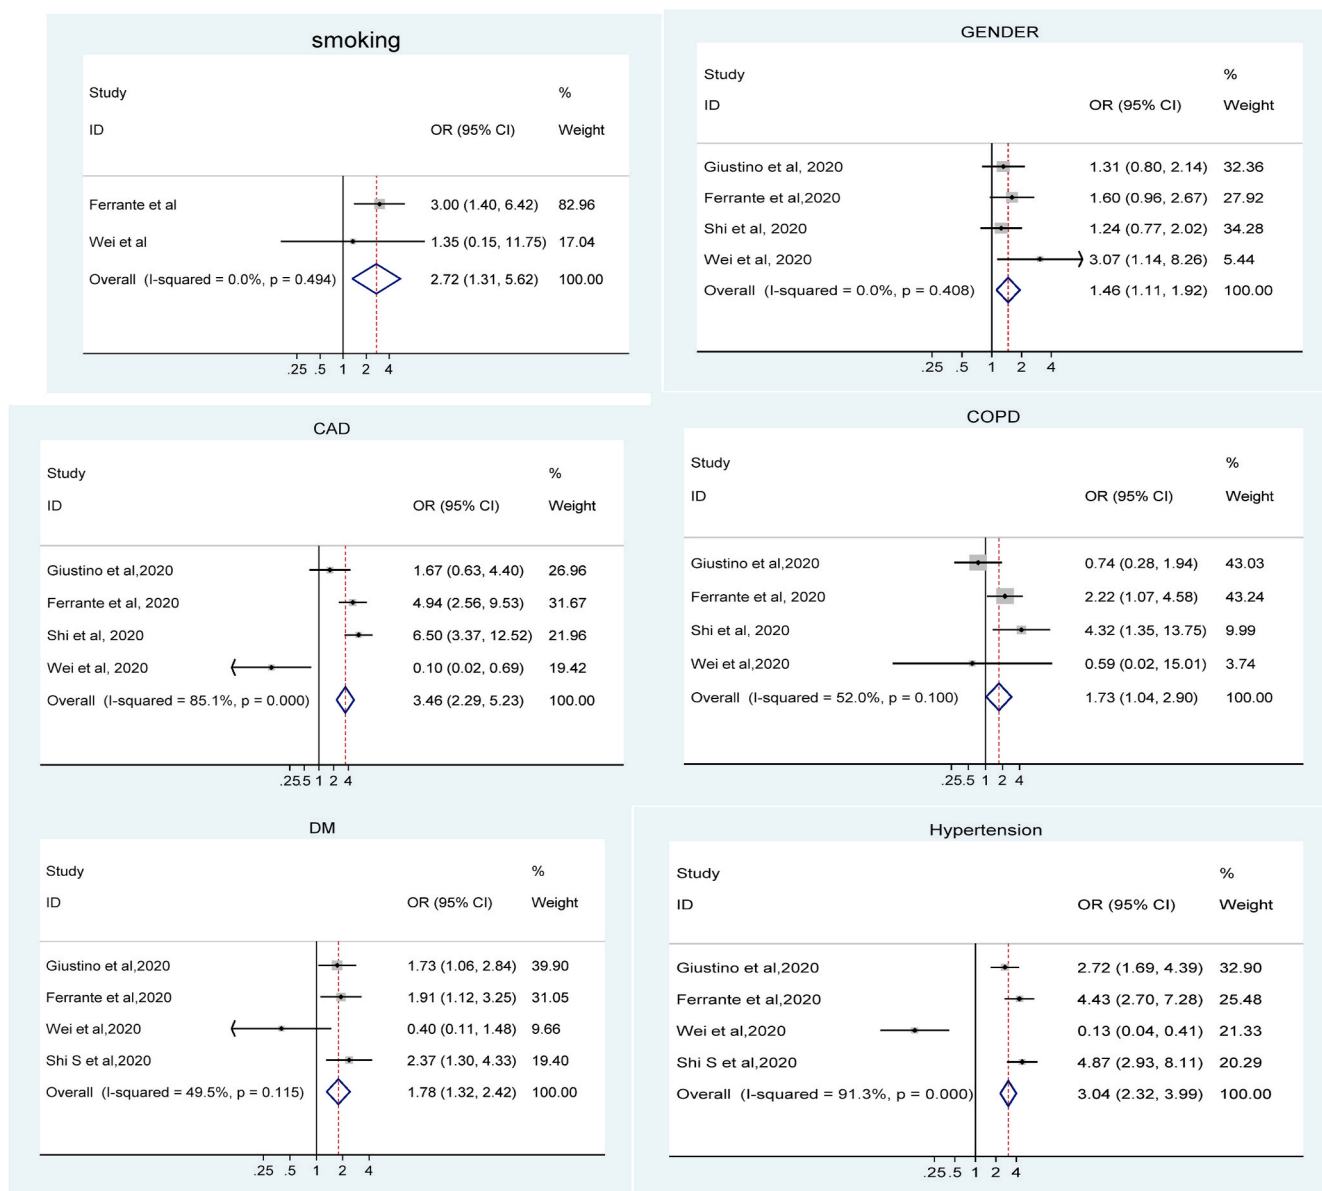 smoking
Study %
ID OR (95% CI) Weight
Ferrante et al 3.00 (1.40, 6.42) 82.96
Wei et al 1.35 (0.15, 11.75) 17.04
Overall (I-squared = 0.0%, p = 0.494) 2.72 (1.31, 5.62) 100.00
.25 .5 1 2 4
GENDER
Study %
ID OR (95% CI) Weight
Giustino et al, 2020 1.31 (0.80, 2.14) 32.36
Ferrante et al,2020 1.60 (0.96, 2.67) 27.92
Shi et al, 2020 1.24 (0.77, 2.02) 34.28
Wei et al, 2020 3.07 (1.14, 8.26) 5.44
Overall (I-squared = 0.0%, p = 0.408) 1.46 (1.11, 1.92) 100.00
.25 .5 1 2 4
CAD
Study %
ID OR (95% CI) Weight
Giustino et al,2020 1.67 (0.63, 4.40) 26.96
Ferrante et al, 2020 4.94 (2.56, 9.53) 31.67
Shi et al, 2020 6.50 (3.37, 12.52) 21.96
Wei et al, 2020 0.10 (0.02, 0.69) 19.42
Overall (I-squared = 85.1%, p = 0.000) 3.46 (2.29, 5.23) 100.00
.25 .5 1 2 4
COPD
Study %
ID OR (95% CI) Weight
Giustino et al,2020 0.74 (0.28, 1.94) 43.03
Ferrante et al, 2020 2.22 (1.07, 4.58) 43.24
Shi et al, 2020 4.32 (1.35, 13.75) 9.99
Wei et al,2020 0.59 (0.02, 15.01) 3.74
Overall (I-squared = 52.0%, p = 0.100) 1.73 (1.04, 2.90) 100.00
.25 .5 1 2 4
DM
Study %
ID OR (95% CI) Weight
Giustino et al,2020 1.73 (1.06, 2.84) 39.90
Ferrante et al,2020 1.91 (1.12, 3.25) 31.05
Wei et al,2020 0.40 (0.11, 1.48) 9.66
Shi S et al,2020 2.37 (1.30, 4.33) 19.40
Overall (I-squared = 49.5%, p = 0.115) 1.78 (1.32, 2.42) 100.00
.25 .5 1 2 4
Hypertension
Study %
ID OR (95% CI) Weight
Giustino et al,2020 2.72 (1.69, 4.39) 32.90
Ferrante et al,2020 4.43 (2.70, 7.28) 25.48
Wei et al,2020 0.13 (0.04, 0.41) 21.33
Shi S et al,2020 4.87 (2.93, 8.11) 20.29
Overall (I-squared = 91.3%, p = 0.000) 3.04 (2.32, 3.99) 100.00
.25 .5 1 2 4